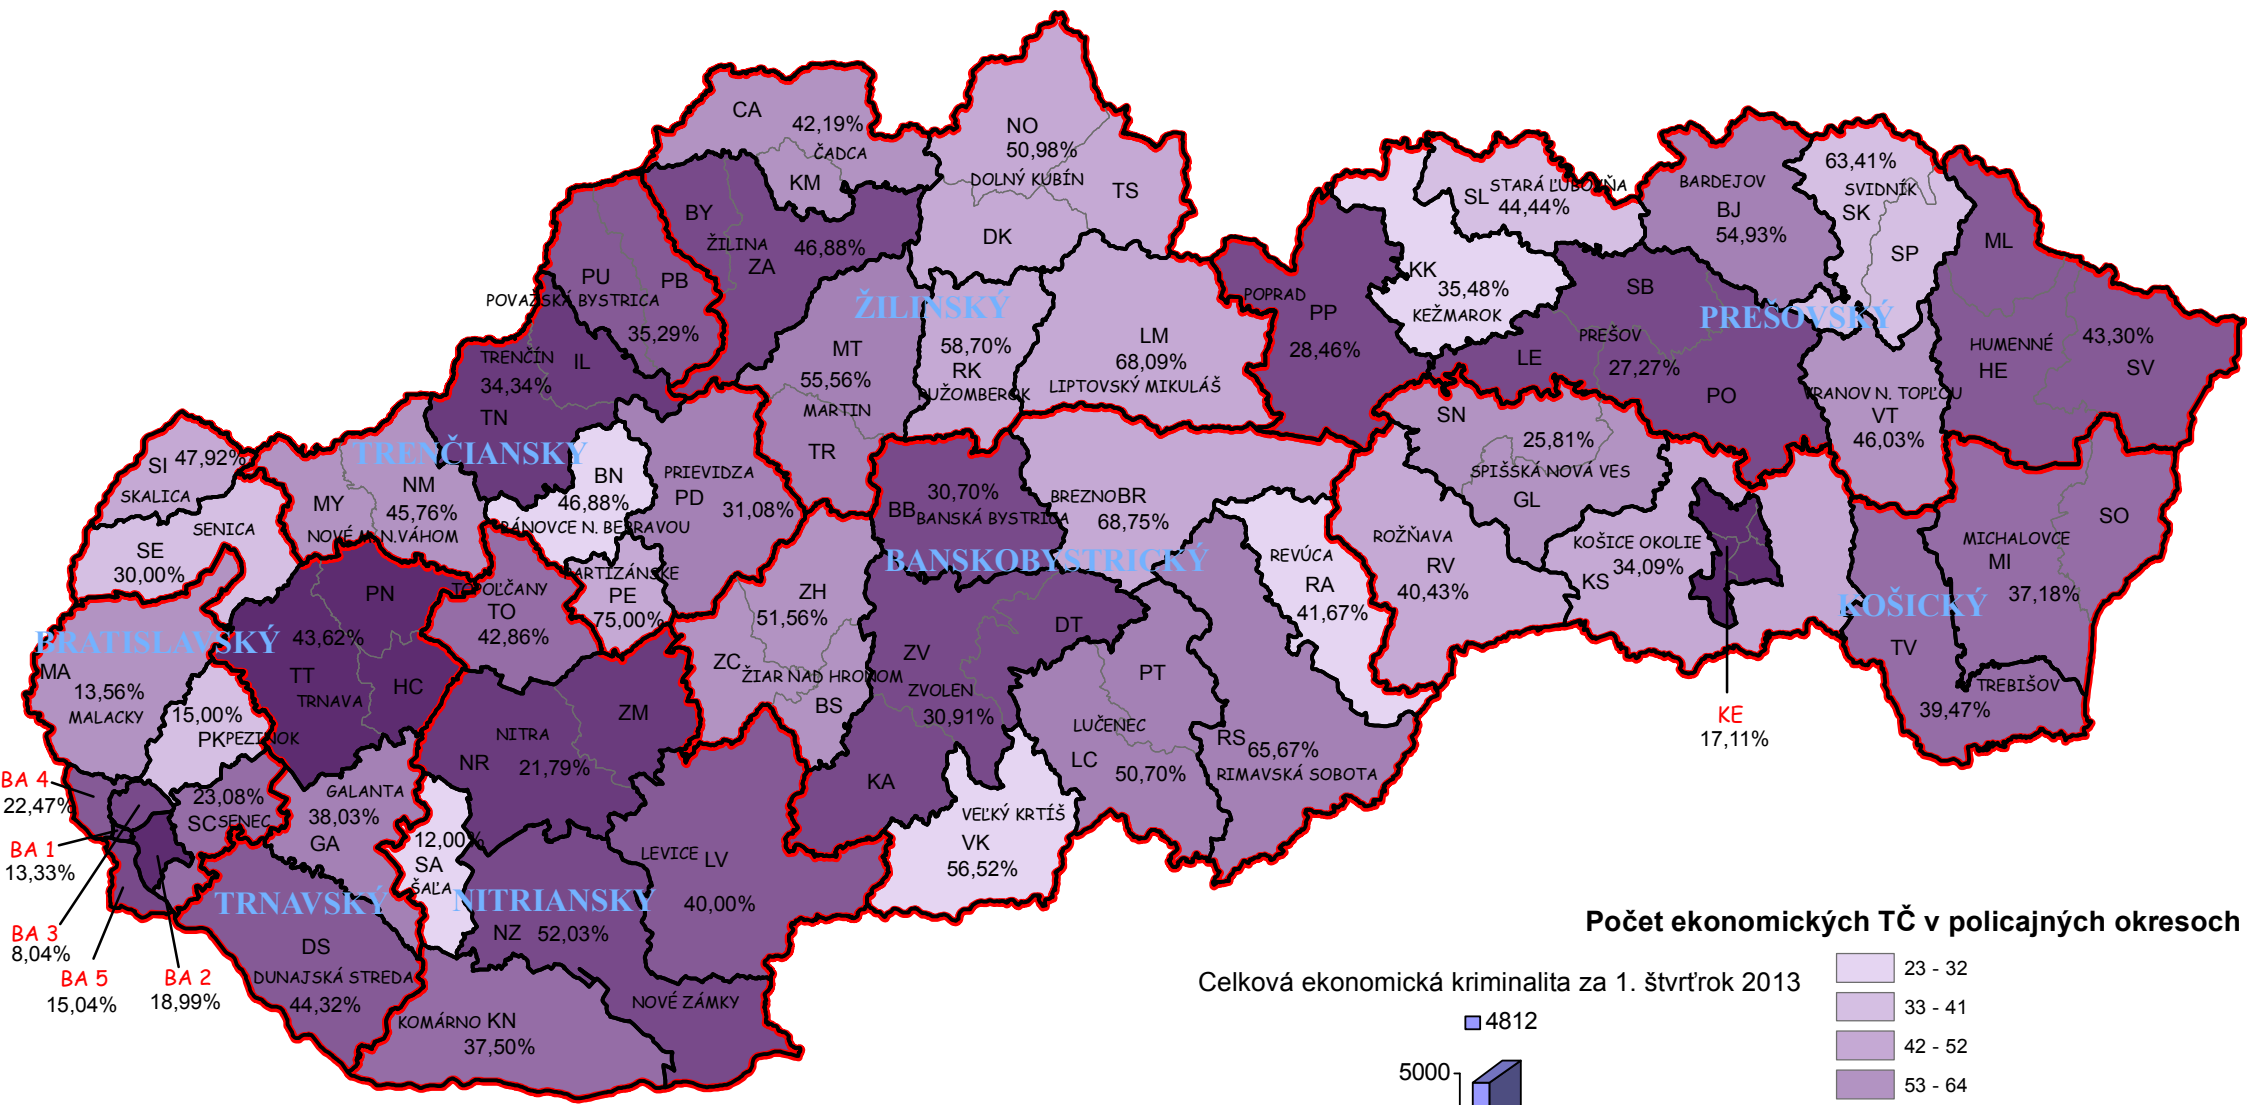 CA
42,19%
ČADCA
KM
NO
50,98%
DOLNÝ KUBÍN
TS
DK
BY
ŽILINA
46,88%
ZA
PU
PB
POVAŽSKÁ BYSTRICA
35,29%
ŽILINSKÝ
MT
55,56%
MARTIN
TR
58,70%
RK
RUŽOMBEROK
LM
68,09%
LIPTOVSKÝ MIKULÁŠ
POPRAD
PP
28,46%
KK
35,48%
KEŽMAROK
SL
STARÁ ĽUBOVŇA
44,44%
BARDEJOV
BJ
54,93%
63,41%
SVIDNÍK
SK
SP
ML
SB
PREŠOVSKÝ
PREŠOV
LE
27,27%
PO
HUMENNÉ
HE
43,30%
SV
VRANOV N. TOPĽOU
VT
46,03%
TRENČÍN
34,34%
IL
TN
TRENČIANSKY
SI
47,92%
SKALICA
SENICA
SE
30,00%
MY
NM
45,76%
NOVÉ M. N.VÁHOM
BN
46,88%
BÁNOVCE N. BEBRAVOU
PRIEVIDZA
PD
31,08%
PARTIZÁNSKE
PE
75,00%
TOPOĽČANY
TO
42,86%
PN
43,62%
TT
TRNAVA
HC
BRATISLAVSKÝ
MA
13,56%
MALACKY
15,00%
PK
PEZINOK
BA 4
22,47%
BA 1
13,33%
BA 3
8,04%
BA 5
15,04%
BA 2
18,99%
23,08%
SC
SENEC
GALANTA
38,03%
GA
TRNAVSKÝ
DS
DUNAJSKÁ STREDA
44,32%
NITRA
NR
21,79%
ZM
12,00%
SA
ŠAĽA
NITRIANSKY
NZ
52,03%
NOVÉ ZÁMKY
KOMÁRNO
KN
37,50%
LEVICE
LV
40,00%
30,70%
BB
BANSKÁ BYSTRICA
BANSKOBYSTRICKÝ
BREZNO
BR
68,75%
ZH
51,56%
ZC
ŽIAR NAD HRONOM
BS
ZV
DT
ZVOLEN
30,91%
KA
PT
LUČENEC
LC
50,70%
VEĽKÝ KRTÍŠ
VK
56,52%
REVÚCA
RA
41,67%
RS
65,67%
RIMAVSKÁ SOBOTA
SN
25,81%
SPIŠSKÁ NOVÁ VES
GL
ROŽŇAVA
RV
40,43%
KOŠICE OKOLIE
34,09%
KS
KE
17,11%
KOŠICKÝ
MICHALOVCE
MI
37,18%
SO
TV
TREBIŠOV
39,47%
Počet ekonomických TČ v policajných okresoch
23 - 32
33 - 41
42 - 52
53 - 64
Celková ekonomická kriminalita za 1. štvrťrok 2013
4812
5000